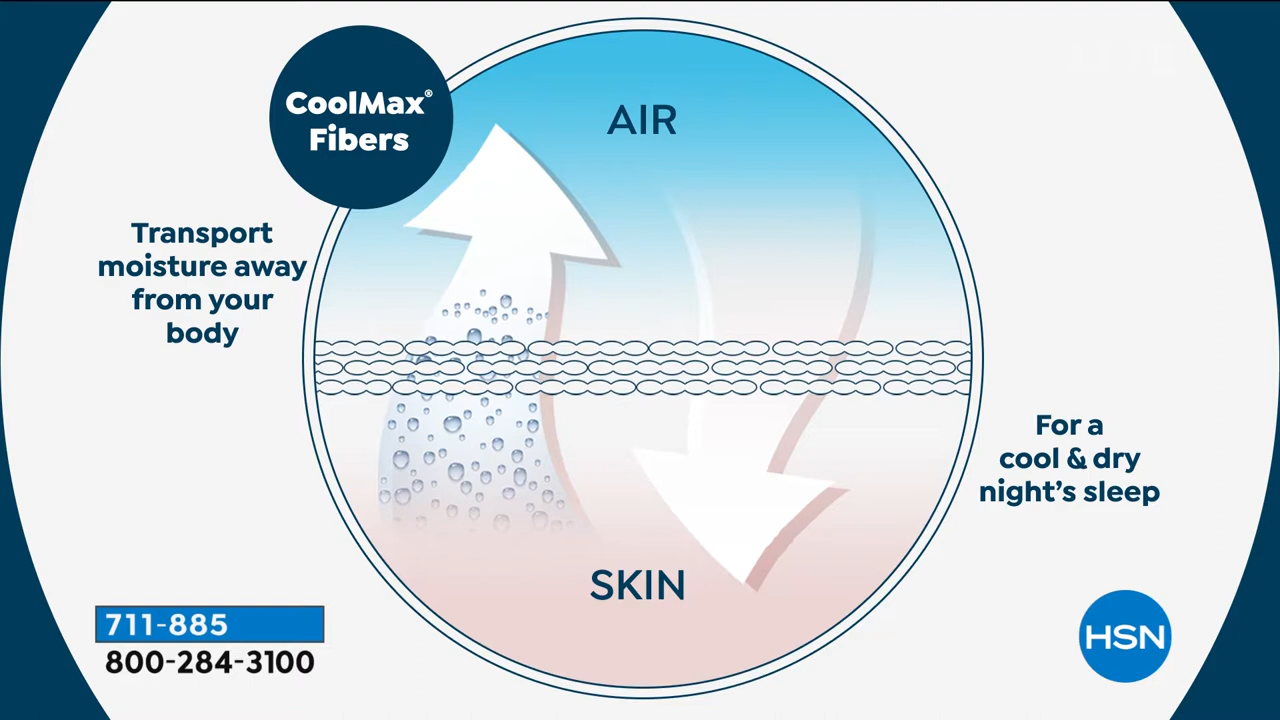 CoolMax®
Fibers
AIR
Transport
moisture away
from your
body
For a
cool & dry
night's sleep
SKIN
711-885
800-284-3100
HSN